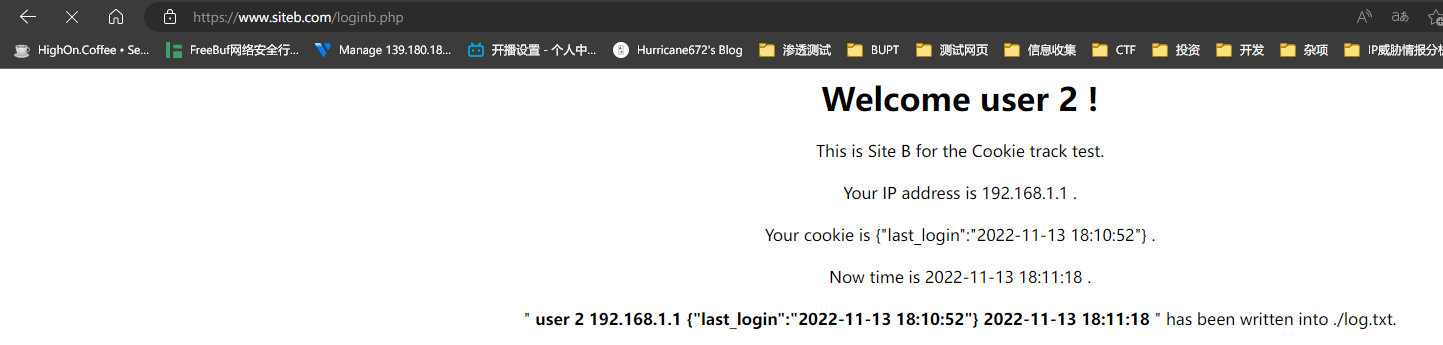 https://www.siteb.com/loginb.php
HighOn.Coffee • Se... FreeBuf网络安全行... Manage 139.180.18... 开播设置 - 个人中... Hurricane672's Blog 渗透测试 BUPT 测试网页 信息收集 CTF 投资 开发 杂项 IP威胁情报分析
Welcome user 2 !
This is Site B for the Cookie track test.
Your IP address is 192.168.1.1 .
Your cookie is {"last_login":"2022-11-13 18:10:52"} .
Now time is 2022-11-13 18:11:18 .
" user 2 192.168.1.1 {"last_login":"2022-11-13 18:10:52"} 2022-11-13 18:11:18 " has been written into ./log.txt.